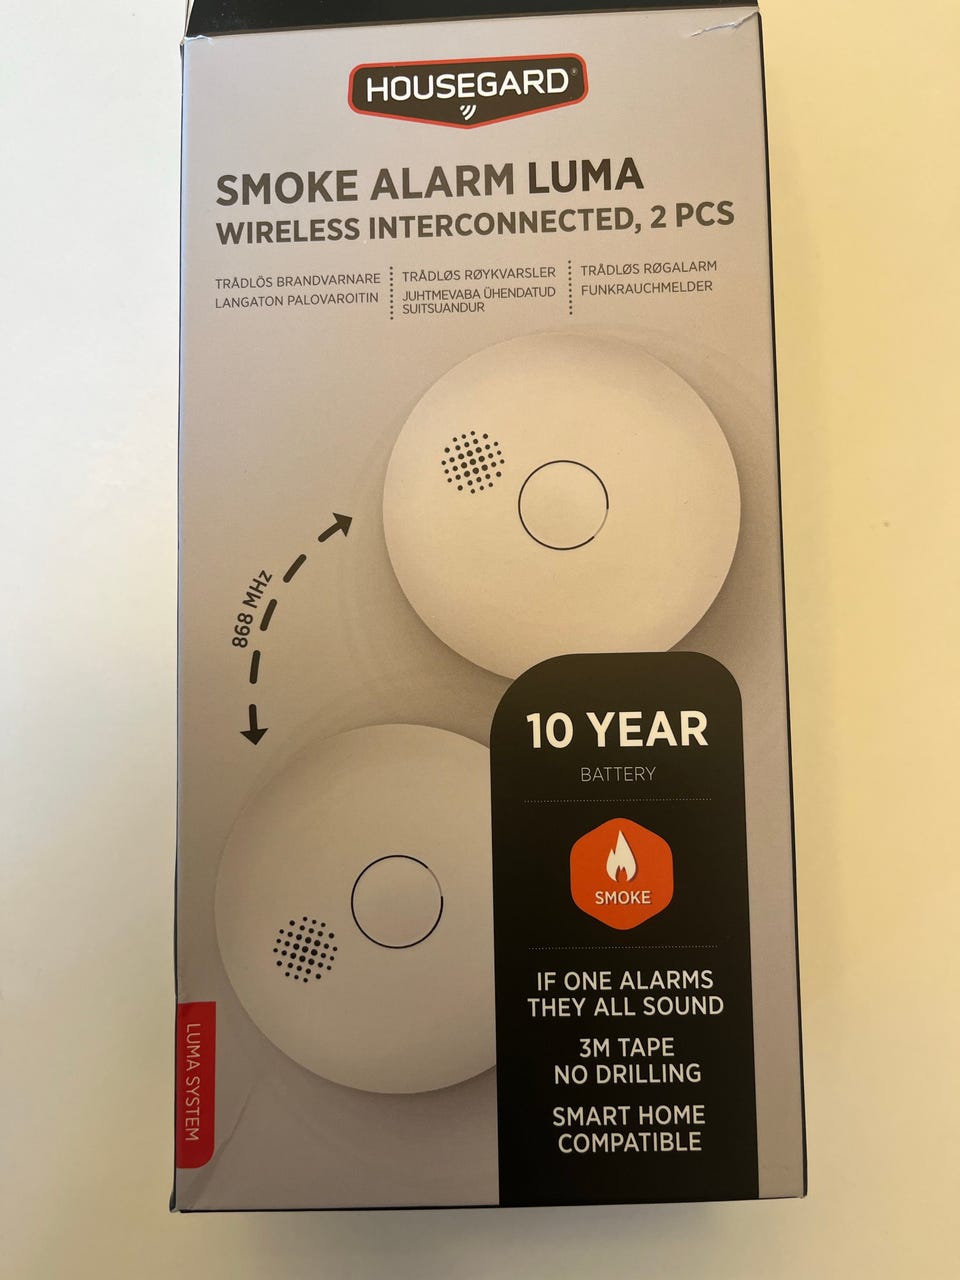 HOUSEGARD®
SMOKE ALARM LUMA
WIRELESS INTERCONNECTED, 2 PCS
TRÅDLÖS BRANDVARNARE
LANGATON PALOVAROITIN
TRÅDLØS RØYKVARSLER
JUHTMEVABA ÜHENDATUD
SUITSUANDUR
TRÅDLØS RØGALARM
FUNKRAUCHMELDER
868 MHz
10 YEAR
BATTERY
SMOKE
IF ONE ALARMS
THEY ALL SOUND
3M TAPE
NO DRILLING
SMART HOME
COMPATIBLE
LUMA SYSTEM